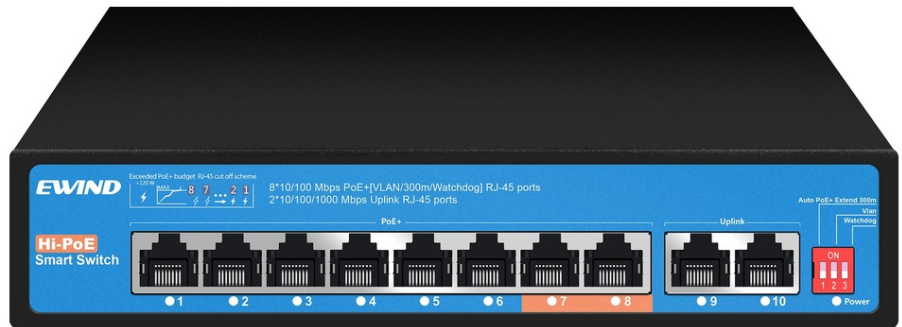 EWIND
Exceeded PoE+ budget RJ-45 cut off scheme
>120W
8 7 ... 2 1
8*10/100 Mbps PoE+[VLAN/300m/Watchdog] RJ-45 ports
2*10/100/1000 Mbps Uplink RJ-45 ports
Auto PoE+ Extend 300m
Vlan
Watchdog
PoE+
Uplink
Hi-PoE
Smart Switch
ON
1 2 3
1 2 3 4 5 6 7 8 9 10
Power